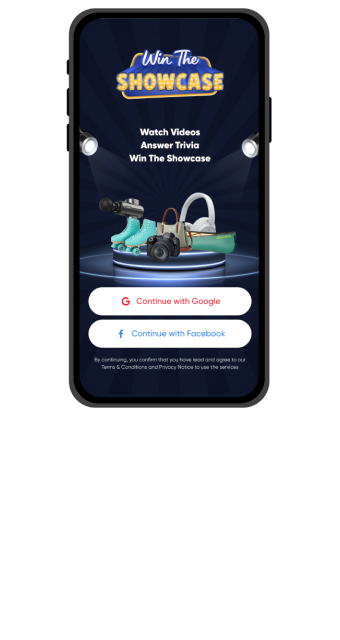 Win The
SHOWCASE
Watch Videos
Answer Trivia
Win The Showcase
Continue with Google
Continue with Facebook
By continuing, you confirm that you have read and agree to our
Terms & Conditions and Privacy Notice to use the services